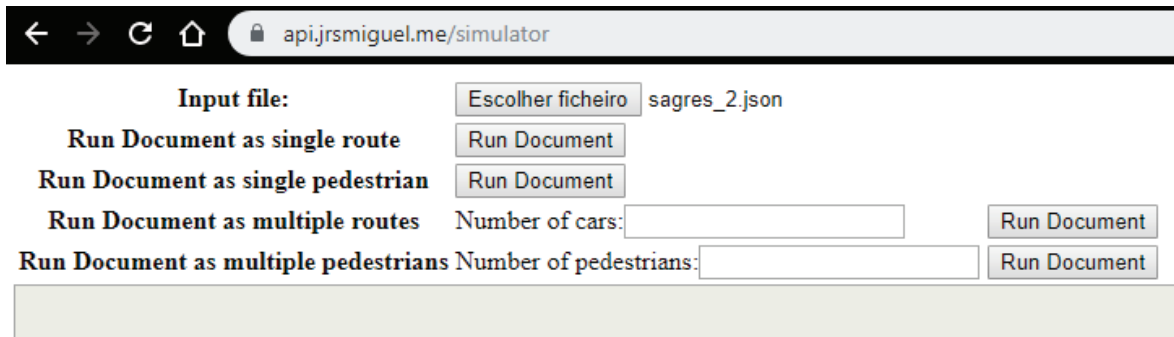 api.jrsmiguel.me/simulator
Input file: Escolher ficheiro sagres_2.json
Run Document as single route Run Document
Run Document as single pedestrian Run Document
Run Document as multiple routes Number of cars: Run Document
Run Document as multiple pedestrians Number of pedestrians: Run Document